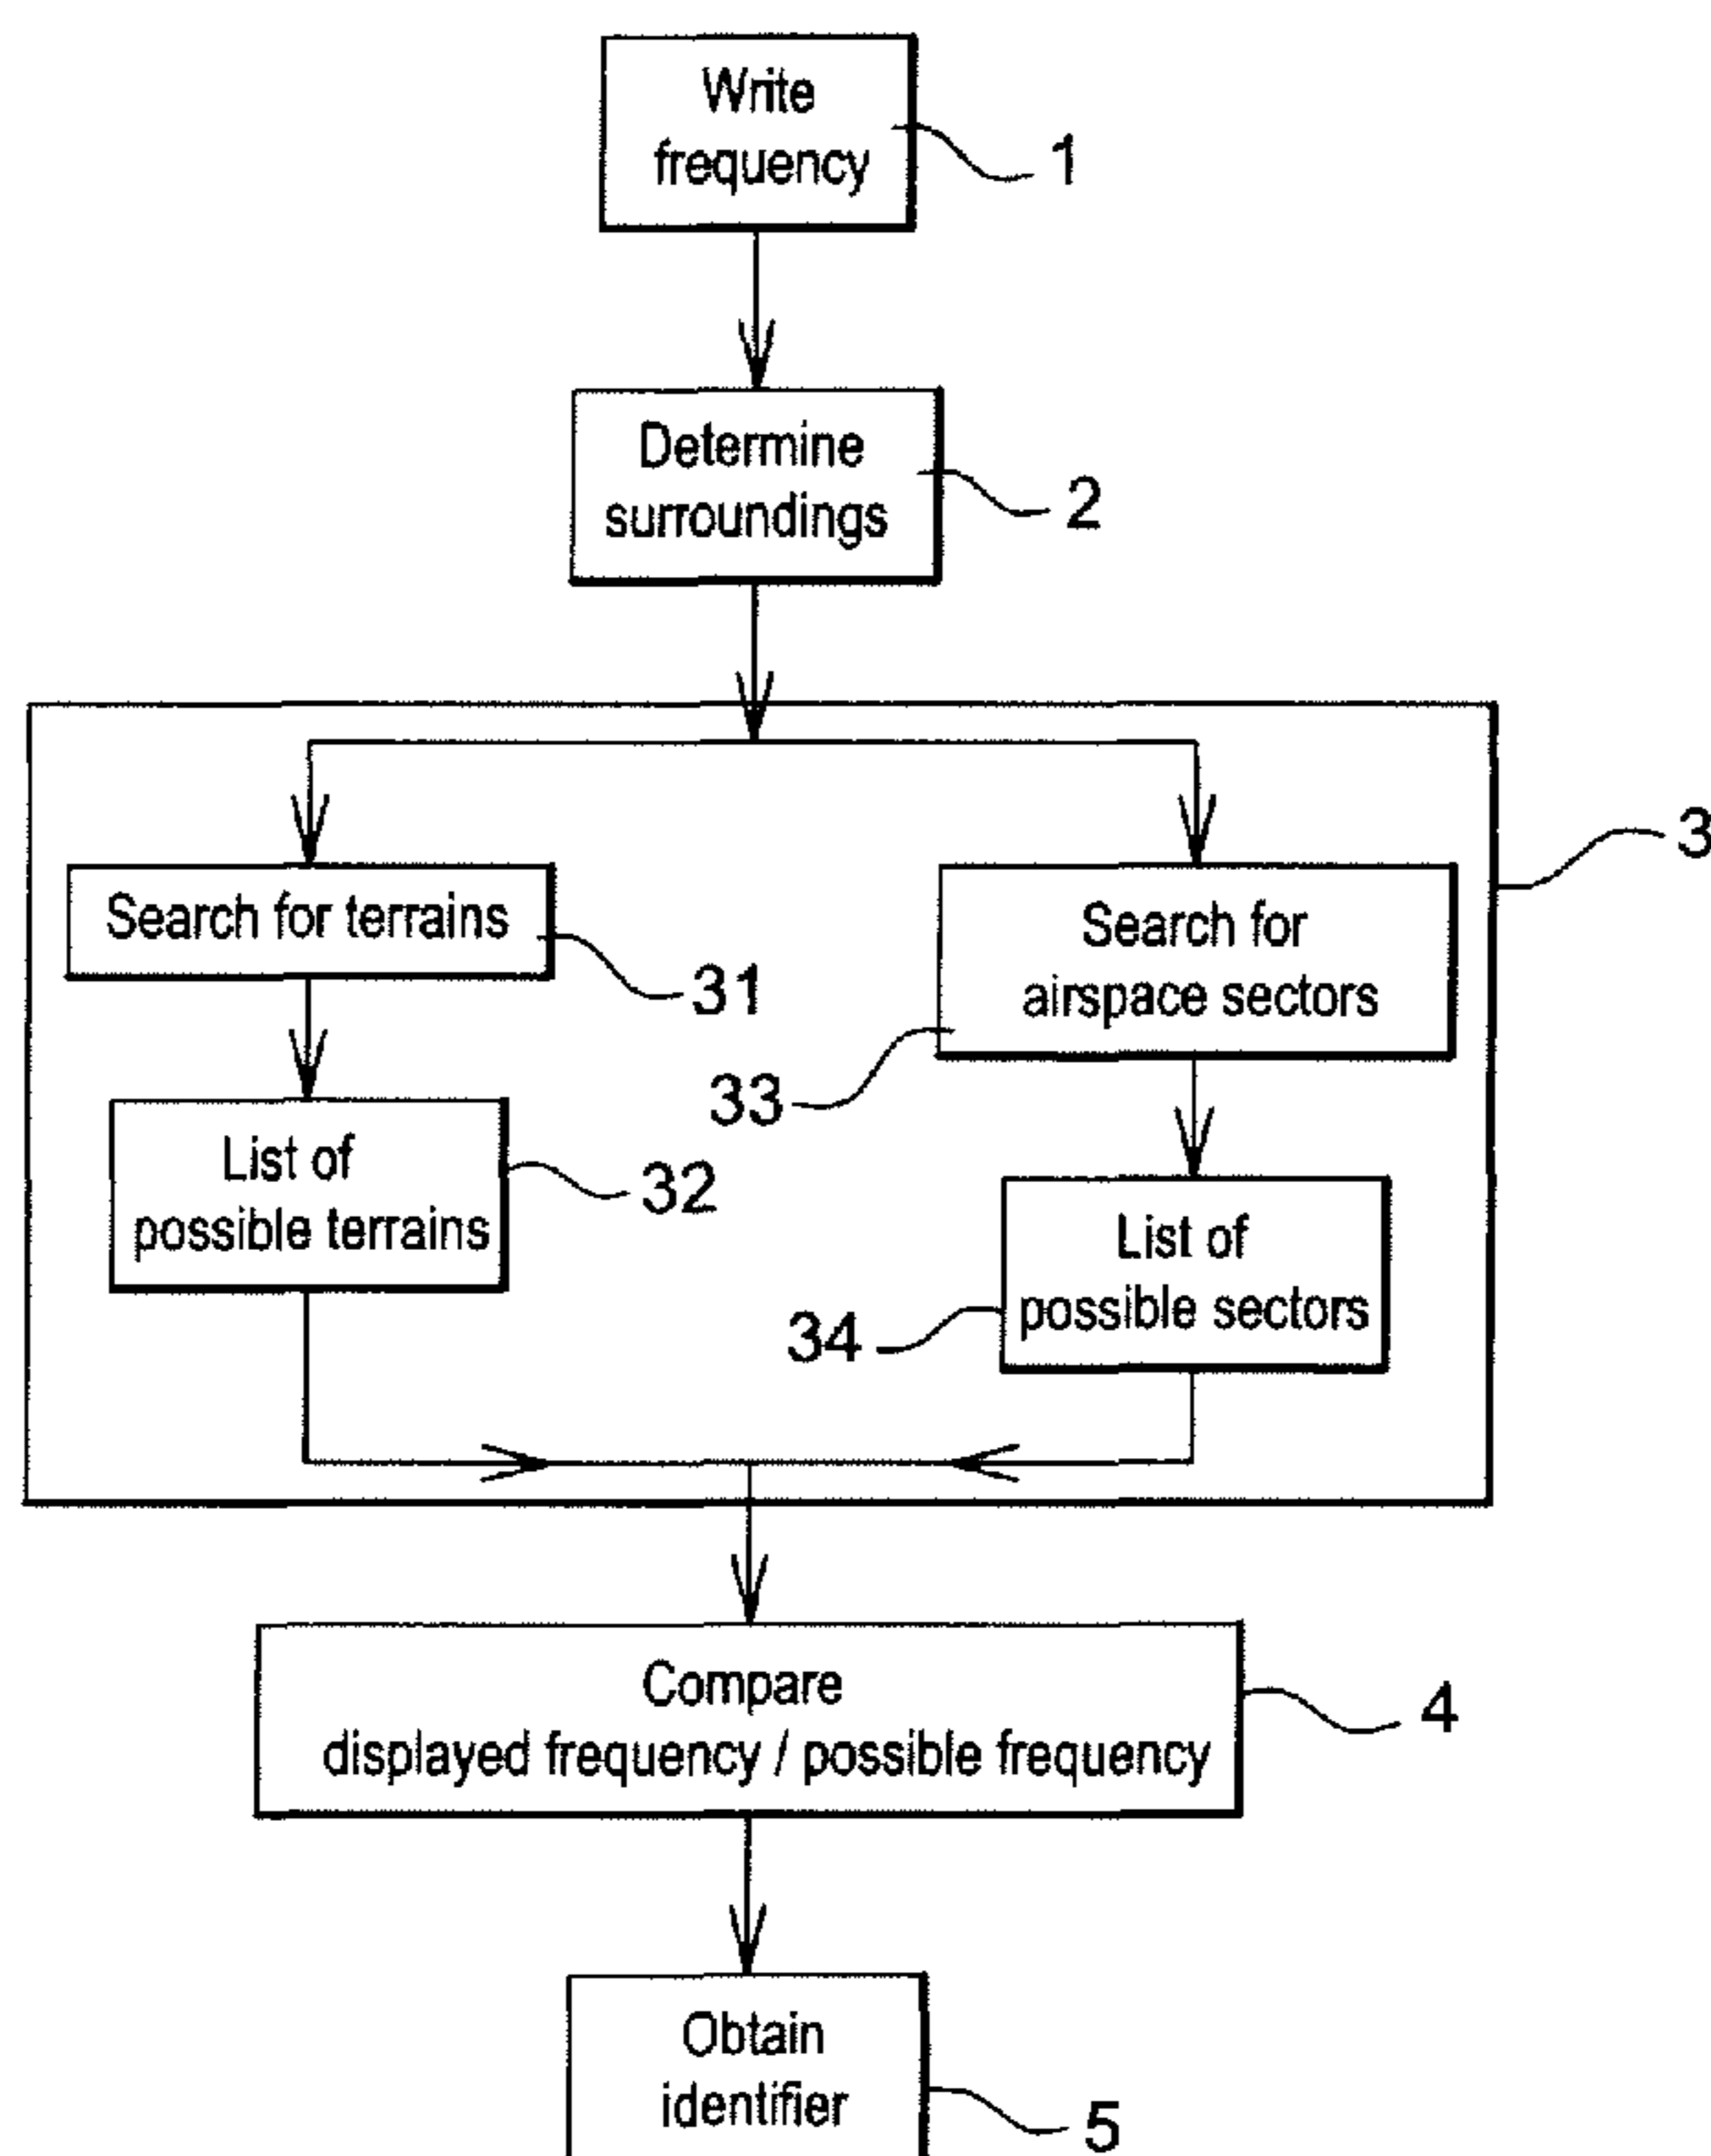 Write
frequency
1
Determine
surroundings
2
3
Search for terrains
31
Search for
airspace sectors
33
List of
possible terrains
32
List of
possible sectors
34
Compare
displayed frequency / possible frequency
4
Obtain
identifier
5